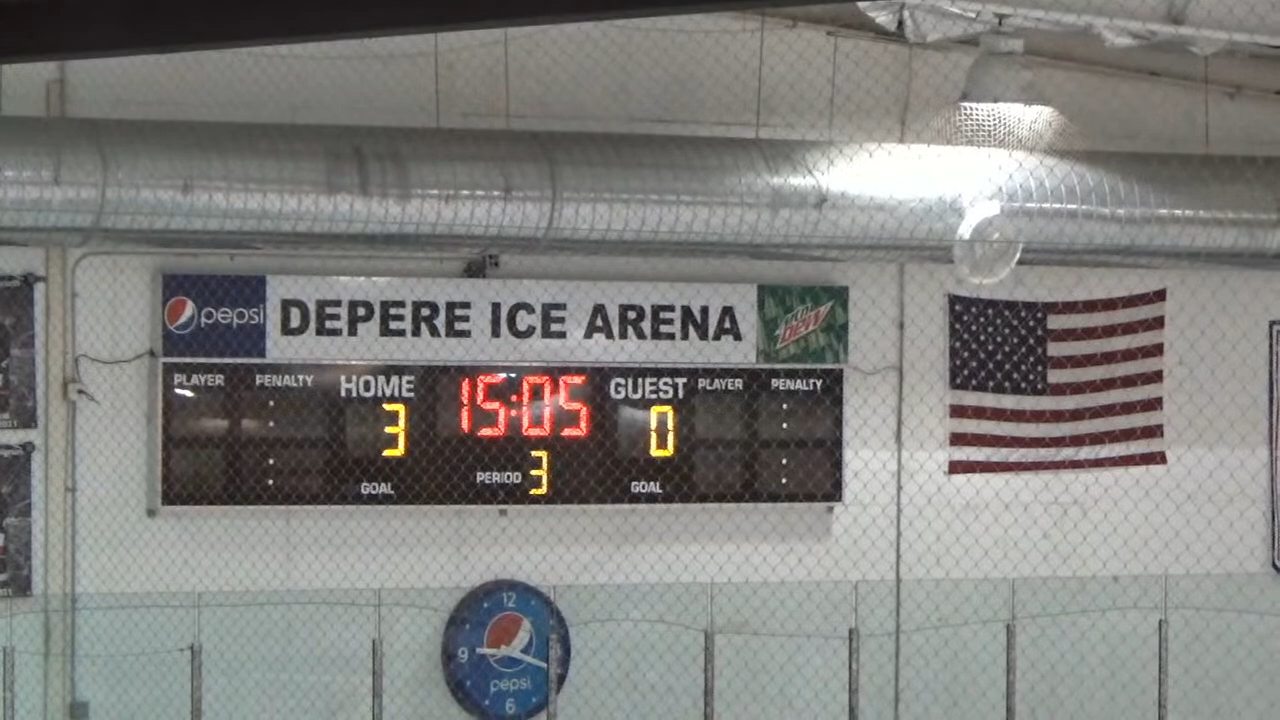 pepsi DEPERE ICE ARENA mtn DEW
PLAYER PENALTY HOME 15:05 GUEST PLAYER PENALTY
: 3 0 :
: GOAL PERIOD 3 GOAL :
12
9
pepsi
6